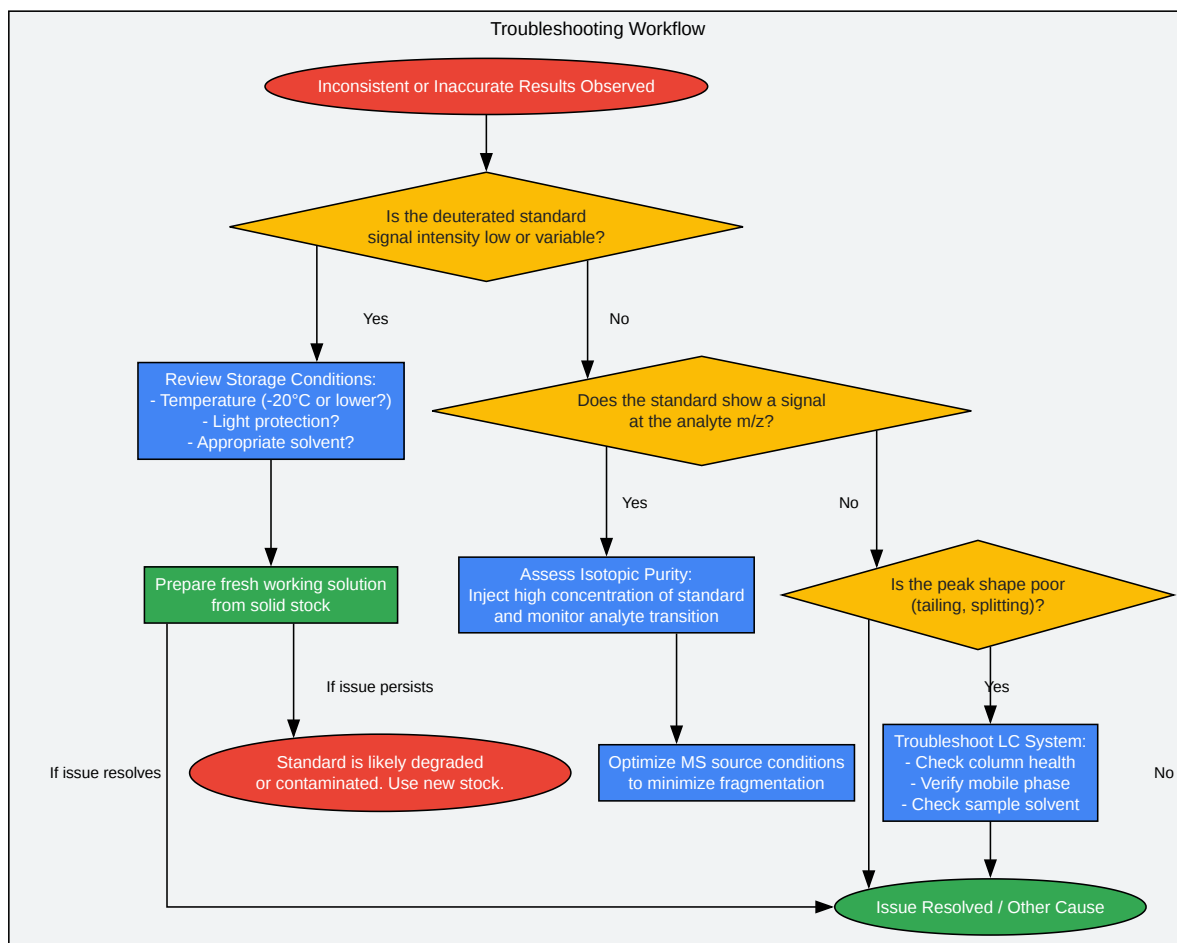 Troubleshooting Workflow
Inconsistent or Inaccurate Results Observed
Is the deuterated standard
signal intensity low or variable?
Yes
No
Review Storage Conditions:
- Temperature (-20°C or lower?)
- Light protection?
- Appropriate solvent?
Does the standard show a signal
at the analyte m/z?
Yes
No
Prepare fresh working solution
from solid stock
Assess Isotopic Purity:
Inject high concentration of standard
and monitor analyte transition
Is the peak shape poor
(tailing, splitting)?
If issue persists
Yes
If issue resolves
Standard is likely degraded
or contaminated. Use new stock.
Optimize MS source conditions
to minimize fragmentation
Troubleshoot LC System:
- Check column health
- Verify mobile phase
- Check sample solvent
No
Issue Resolved / Other Cause